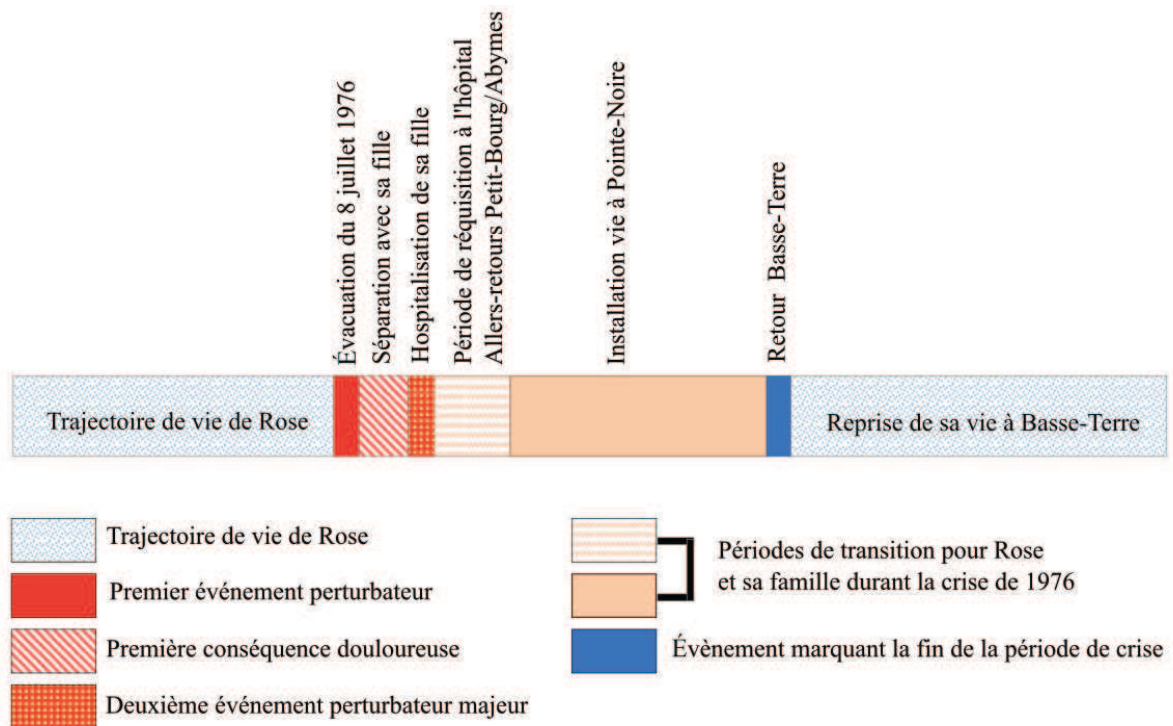 Évacuation du 8 juillet 1976
Séparation avec sa fille
Hospitalisation de sa fille
Période de réquisition à l'hôpital
Allers-retours Petit-Bourg/Abymes
Installation vie à Pointe-Noire
Retour Basse-Terre
Trajectoire de vie de Rose
Reprise de sa vie à Basse-Terre
Trajectoire de vie de Rose
Premier événement perturbateur
Première conséquence douloureuse
Deuxième événement perturbateur majeur
Périodes de transition pour Rose
et sa famille durant la crise de 1976
Évènement marquant la fin de la période de crise